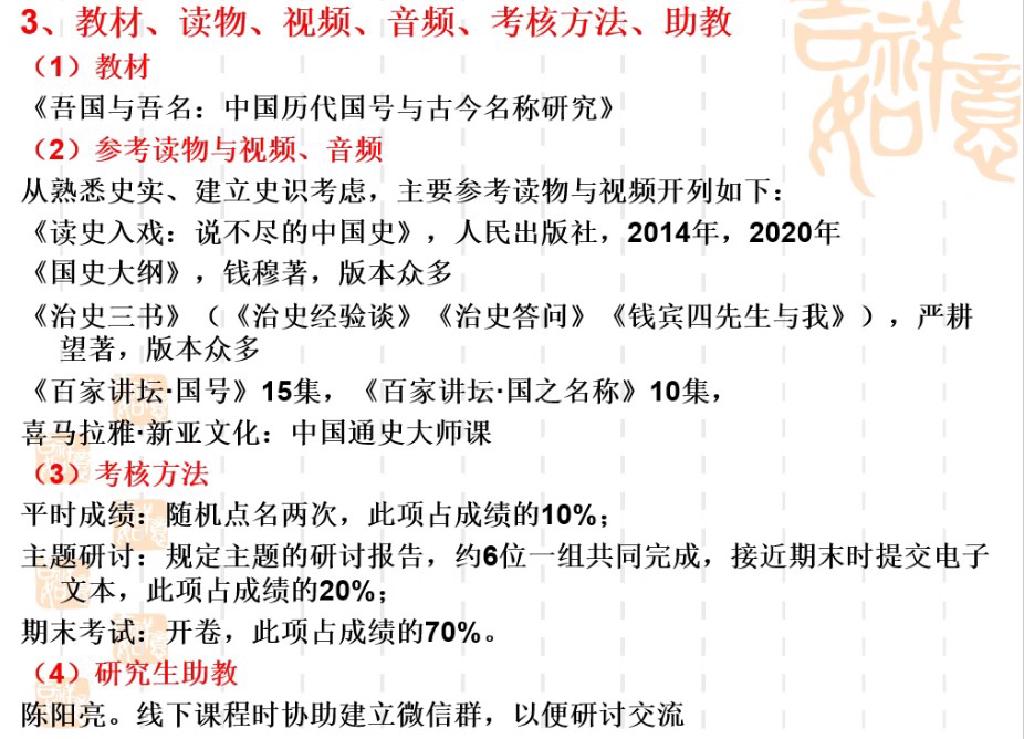 3、教材、读物、视频、音频、考核方法、助教
（1）教材
《吾国与吾名：中国历代国号与古今名称研究》
（2）参考读物与视频、音频
从熟悉史实、建立史识考虑，主要参考读物与视频开列如下：
《读史入戏：说不尽的中国史》，人民出版社，2014年，2020年
《国史大纲》，钱穆著，版本众多
《治史三书》（《治史经验谈》《治史答问》《钱宾四先生与我》），严耕
望著，版本众多
《百家讲坛·国号》15集，《百家讲坛·国之名称》10集，
喜马拉雅·新亚文化：中国通史大师课
（3）考核方法
平时成绩：随机点名两次，此项占成绩的10%；
主题研讨：规定主题的研讨报告，约6位一组共同完成，接近期末时提交电子
文本，此项占成绩的20%；
期末考试：开卷，此项占成绩的70%。
（4）研究生助教
陈阳亮。线下课程时协助建立微信群，以便研讨交流
吉祥如意